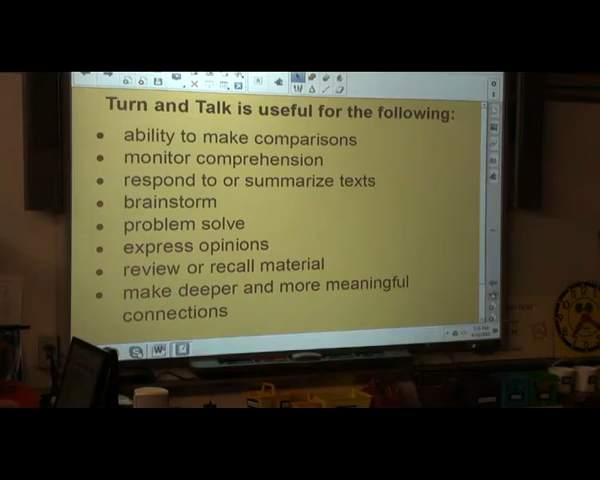 Turn and Talk is useful for the following:
• ability to make comparisons
• monitor comprehension
• respond to or summarize texts
• brainstorm
• problem solve
• express opinions
• review or recall material
• make deeper and more meaningful
connections